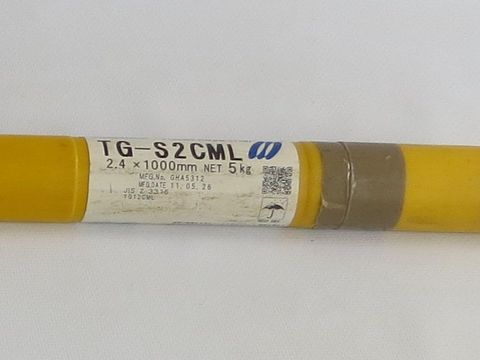 TG-S2CML
2.4 × 1000mm NET 5kg
MFG.No. GHA5312
MFG.DATE 11.05.26
JIS Z 3316